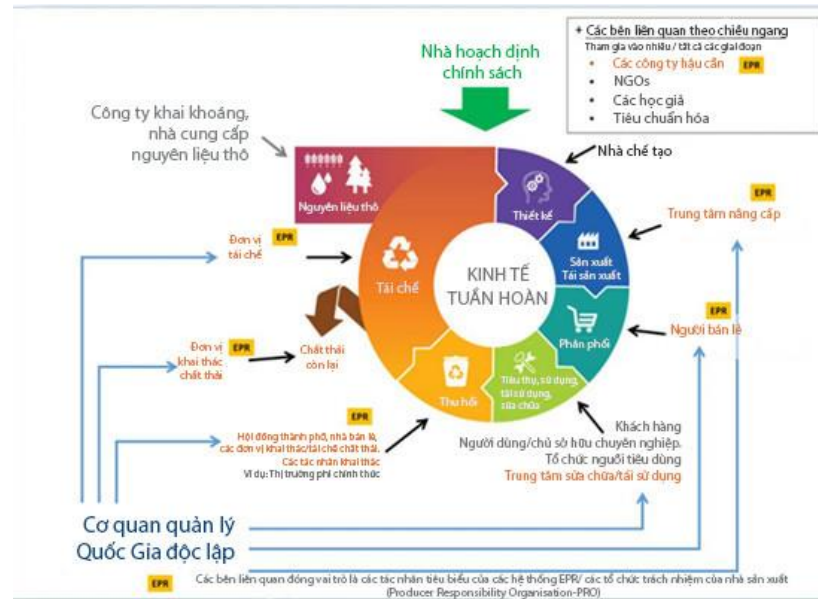 Nhà hoạch định
chính sách
+ Các bên liên quan theo chiều ngang
Tham gia vào nhiều / tất cả các giai đoạn
• Các công ty hậu cần EPR
• NGOs
• Các học giả
• Tiêu chuẩn hóa
Công ty khai khoáng,
nhà cung cấp
nguyên liệu thô
Nhà chế tạo
Nguyên liệu thô
Thiết kế
EPR
Trung tâm nâng cấp
EPR
Đơn vị
tái chế
Sản xuất
Tái sản xuất
Tái chế
KINH TẾ
TUẦN HOÀN
EPR
Người bán lẻ
Phân phối
Đơn vị
khai thác
chất thải
EPR
Chất thải
còn lại
Tiêu thụ, sử dụng,
tái sử dụng,
sửa chữa
Thu hồi
EPR
Hội đồng thành phố, nhà bán lẻ,
các đơn vị khai thác/tái chế chất thải.
Các tác nhân khai thác
Ví dụ: Thị trường phi chính thức
Khách hàng
Người dùng/chủ sở hữu chuyên nghiệp.
Tổ chức nguồi tiêu dùng
Trung tâm sửa chữa/tái sử dụng
Cơ quan quản lý
Quốc Gia độc lập
EPR Các bên liên quan đóng vai trò là các tác nhân tiêu biểu của các hệ thống EPR/ các tổ chức trách nhiệm của nhà sản xuất
(Producer Responsibility Organisation-PRO)